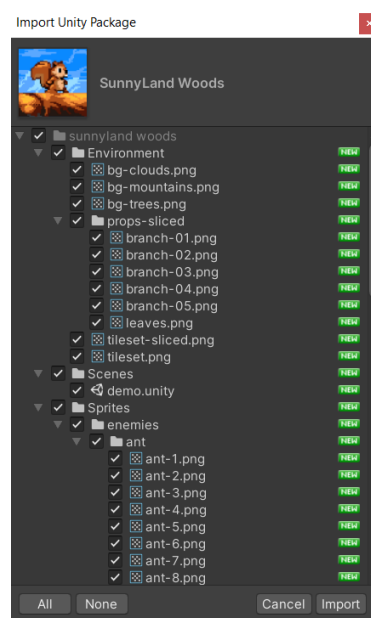 Import Unity Package
SunnyLand Woods
sunnyland woods
Environment NEW
bg-clouds.png NEW
bg-mountains.png NEW
bg-trees.png NEW
props-sliced NEW
branch-01.png NEW
branch-02.png NEW
branch-03.png NEW
branch-04.png NEW
branch-05.png NEW
leaves.png NEW
tileset-sliced.png NEW
tileset.png NEW
Scenes NEW
demo.unity NEW
Sprites NEW
enemies NEW
ant NEW
ant-1.png NEW
ant-2.png NEW
ant-3.png NEW
ant-4.png NEW
ant-5.png NEW
ant-6.png NEW
ant-7.png NEW
ant-8.png NEW
All None Cancel Import